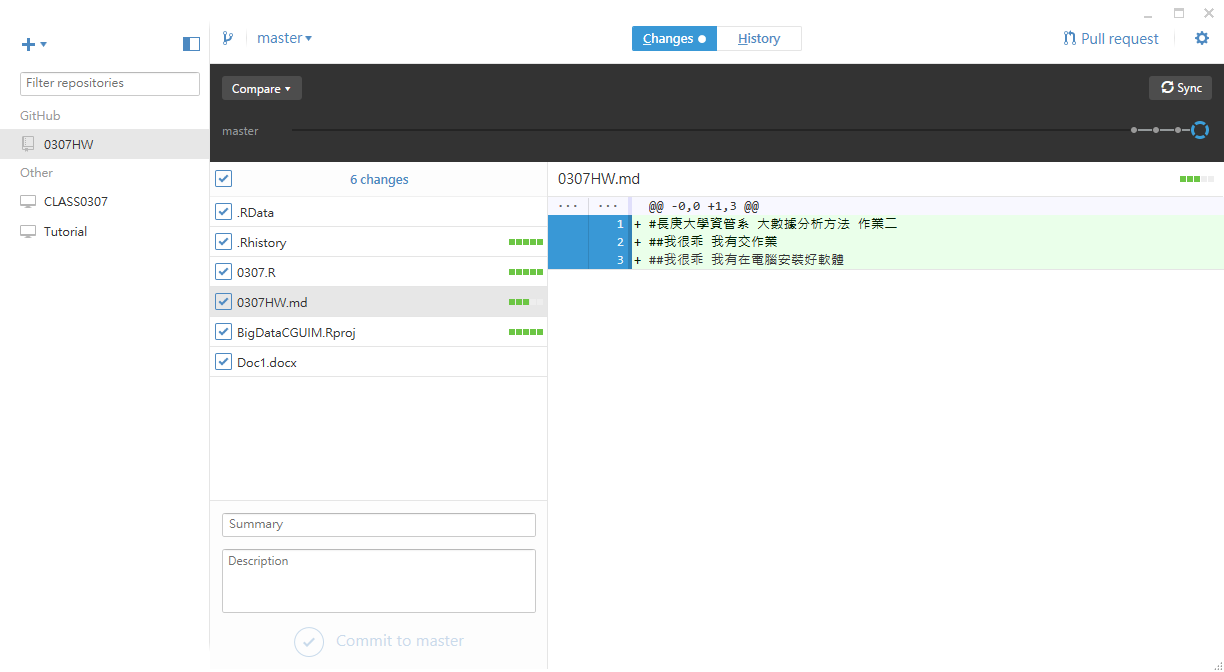 master
Changes
History
Pull request
Filter repositories
GitHub
0307HW
Other
CLASS0307
Tutorial
Compare
Sync
master
6 changes
.RData
.Rhistory
0307.R
0307HW.md
BigDataCGUIM.Rproj
Doc1.docx
Summary
Description
Commit to master
0307HW.md
... ... @@ -0,0 +1,3 @@
1 + #長庚大學資管系 大數據分析方法 作業二
2 + ##我很乖 我有交作業
3 + ##我很乖 我有在電腦安裝好軟體